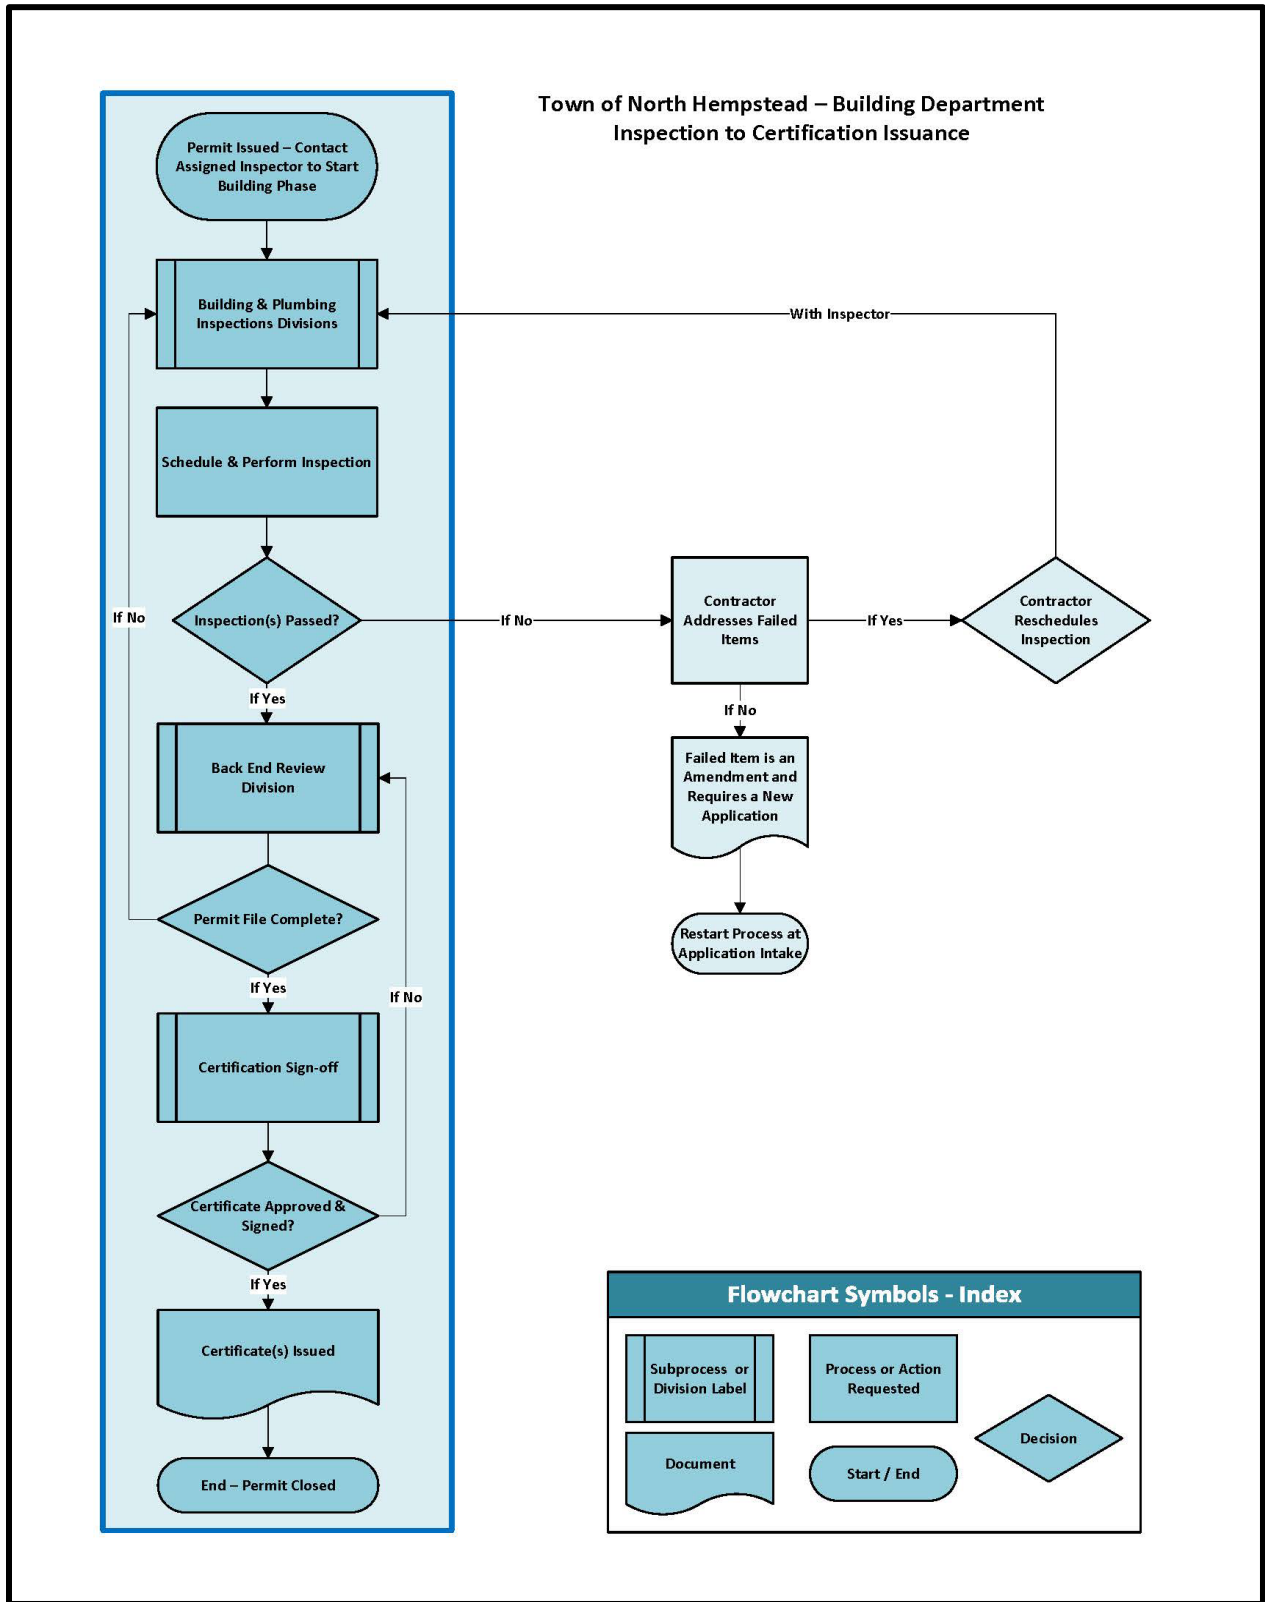 Town of North Hempstead – Building Department
Inspection to Certification Issuance
Permit Issued – Contact
Assigned Inspector to Start
Building Phase
Building & Plumbing
Inspections Divisions
With Inspector
Schedule & Perform Inspection
If No
Inspection(s) Passed?
If No
Contractor
Addresses Failed
Items
If Yes
Contractor
Reschedules
Inspection
If Yes
If No
Back End Review
Division
Failed Item is an
Amendment and
Requires a New
Application
Permit File Complete?
Restart Process at
Application Intake
If Yes
If No
Certification Sign-off
Certificate Approved &
Signed?
If Yes
Certificate(s) Issued
End – Permit Closed
Flowchart Symbols - Index
Subprocess or
Division Label
Process or Action
Requested
Decision
Document
Start / End